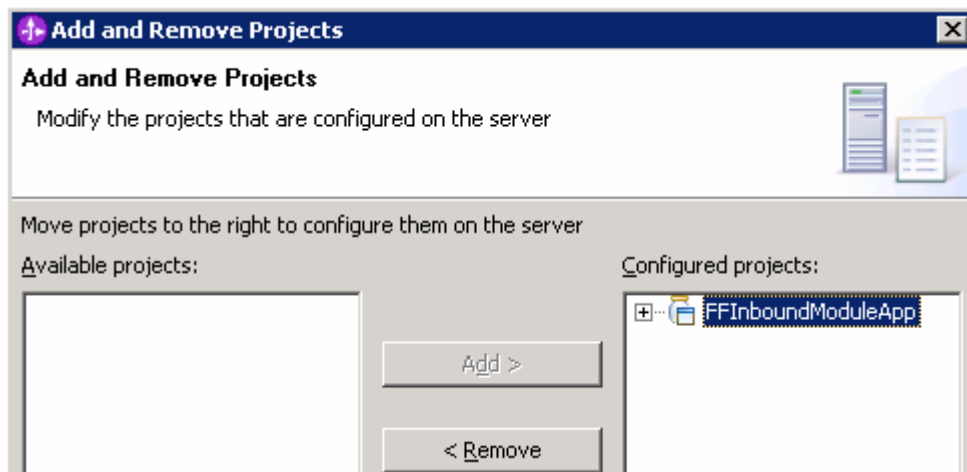 Add and Remove Projects
Add and Remove Projects
Modify the projects that are configured on the server
Move projects to the right to configure them on the server
Available projects:
Configured projects:
FFInboundModuleApp
Add >
< Remove